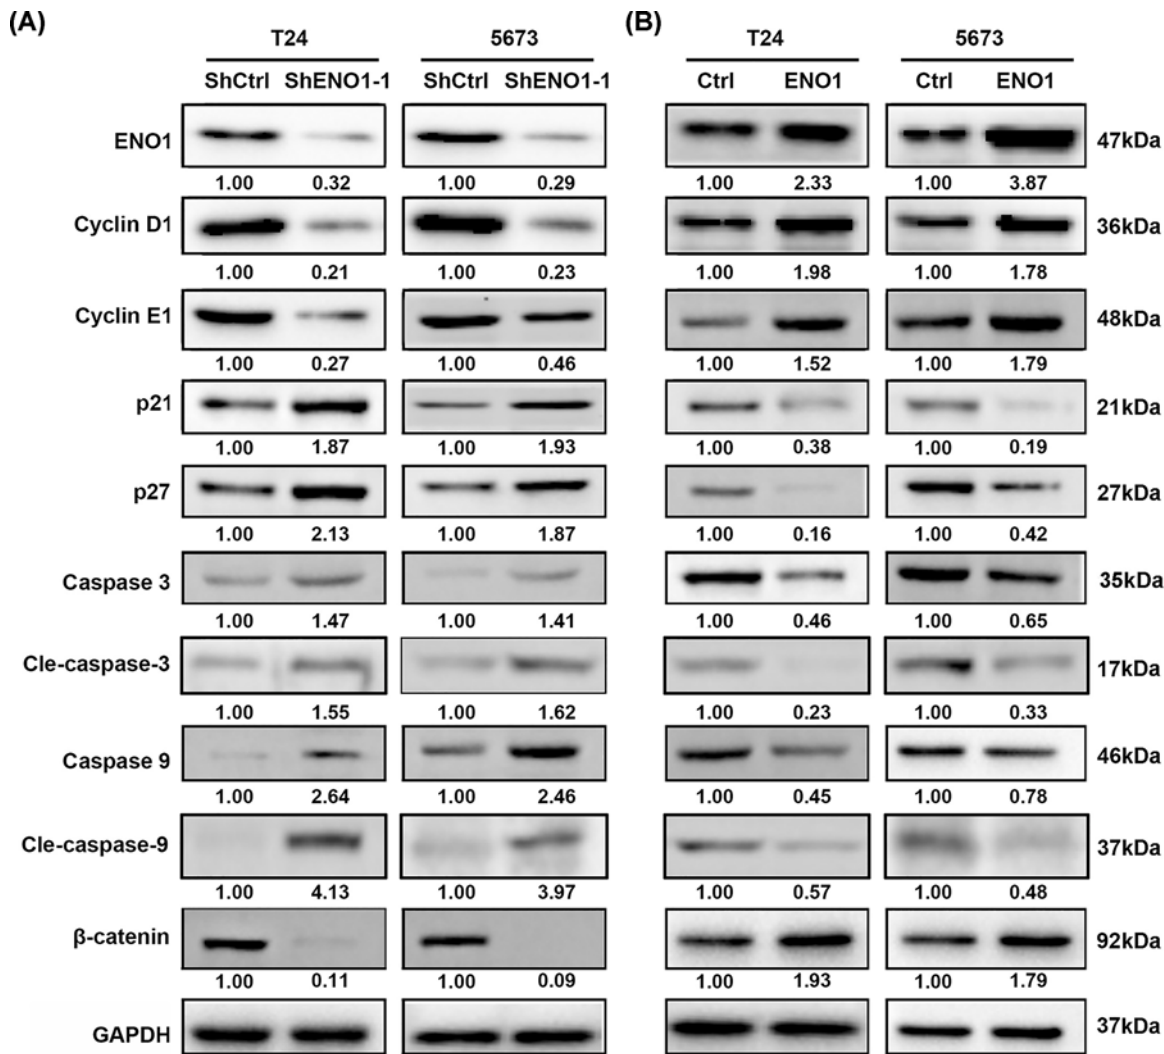 (A) (B)
T24 5673 T24 5673
ShCtrl ShENO1-1 ShCtrl ShENO1-1 Ctrl ENO1 Ctrl ENO1
ENO1 47kDa
1.00 0.32 1.00 0.29 1.00 2.33 1.00 3.87
Cyclin D1 36kDa
1.00 0.21 1.00 0.23 1.00 1.98 1.00 1.78
Cyclin E1 48kDa
1.00 0.27 1.00 0.46 1.00 1.52 1.00 1.79
p21 21kDa
1.00 1.87 1.00 1.93 1.00 0.38 1.00 0.19
p27 27kDa
1.00 2.13 1.00 1.87 1.00 0.16 1.00 0.42
Caspase 3 35kDa
1.00 1.47 1.00 1.41 1.00 0.46 1.00 0.65
Cle-caspase-3 17kDa
1.00 1.55 1.00 1.62 1.00 0.23 1.00 0.33
Caspase 9 46kDa
1.00 2.64 1.00 2.46 1.00 0.45 1.00 0.78
Cle-caspase-9 37kDa
1.00 4.13 1.00 3.97 1.00 0.57 1.00 0.48
β-catenin 92kDa
1.00 0.11 1.00 0.09 1.00 1.93 1.00 1.79
GAPDH 37kDa